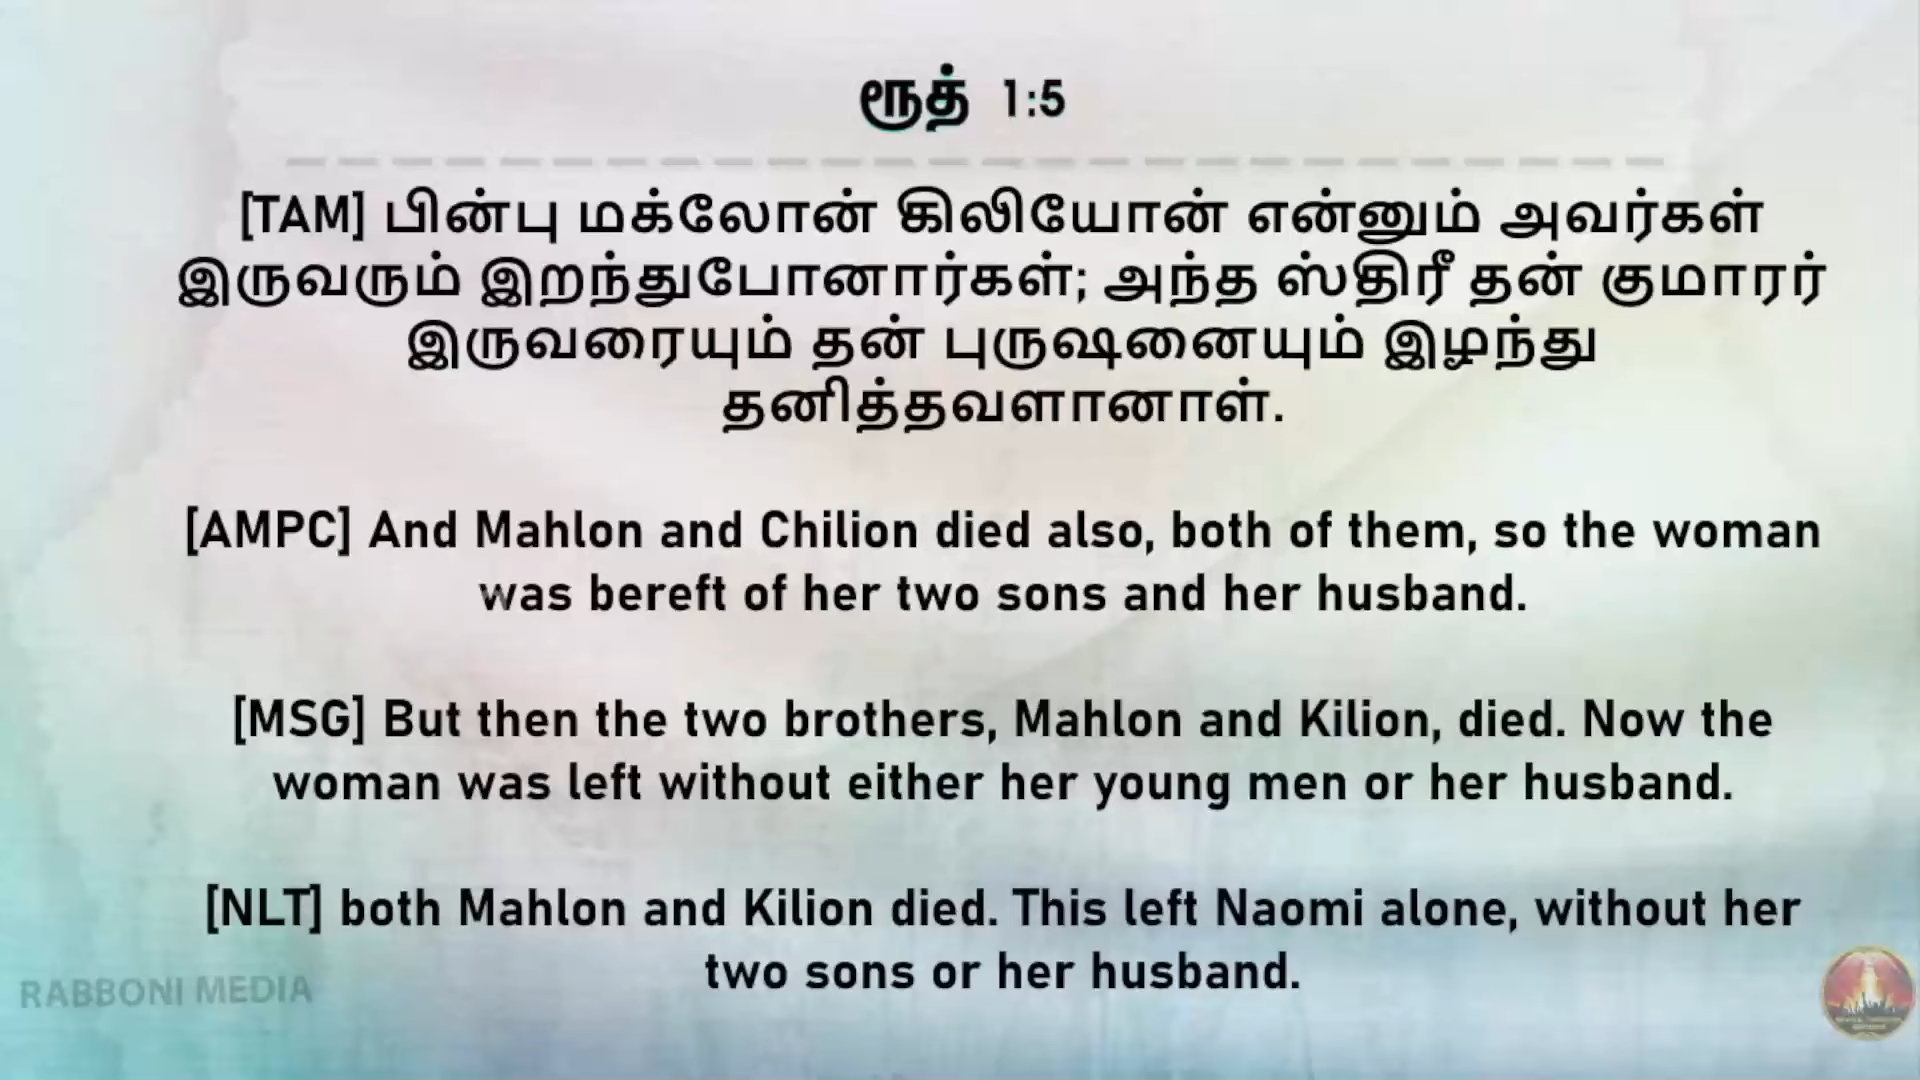 ரூத் 1:5
[TAM] பின்பு மக்லோன் கிலியோன் என்னும் அவர்கள்
இருவரும் இறந்துபோனார்கள்; அந்த ஸ்திரீ தன் குமாரர்
இருவரையும் தன் புருஷனையும் இழந்து
தனித்தவளானாள்.
[AMPC] And Mahlon and Chilion died also, both of them, so the woman
was bereft of her two sons and her husband.
[MSG] But then the two brothers, Mahlon and Kilion, died. Now the
woman was left without either her young men or her husband.
[NLT] both Mahlon and Kilion died. This left Naomi alone, without her
two sons or her husband.
RABBONI MEDIA